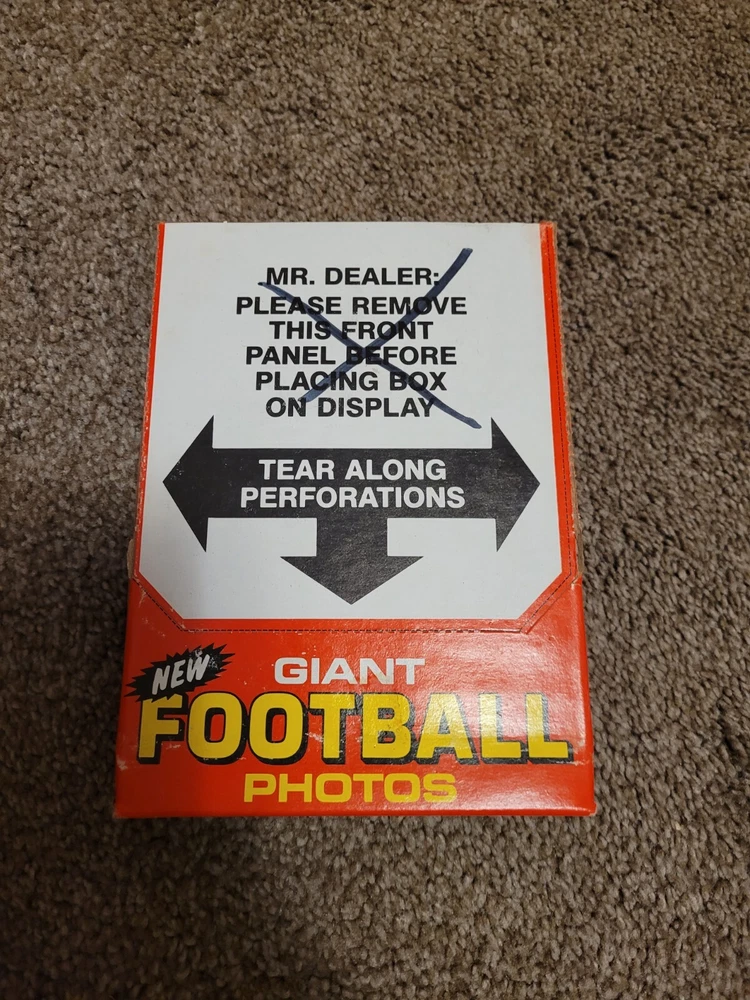 MR. DEALER:
PLEASE REMOVE
THIS FRONT
PANEL BEFORE
PLACING BOX
ON DISPLAY
TEAR ALONG
PERFORATIONS
NEW
GIANT
FOOTBALL
PHOTOS